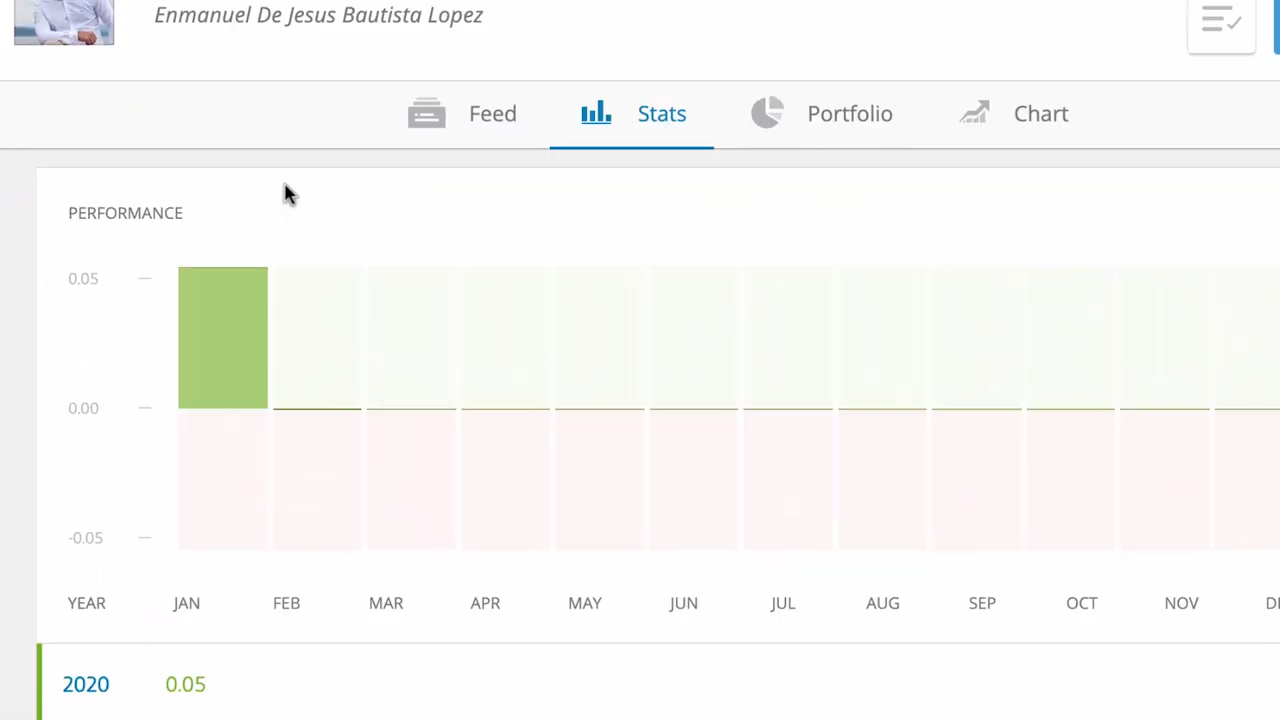 Enmanuel De Jesus Bautista Lopez
Feed Stats Portfolio Chart
PERFORMANCE
0.05
0.00
-0.05
YEAR JAN FEB MAR APR MAY JUN JUL AUG SEP OCT NOV
2020 0.05